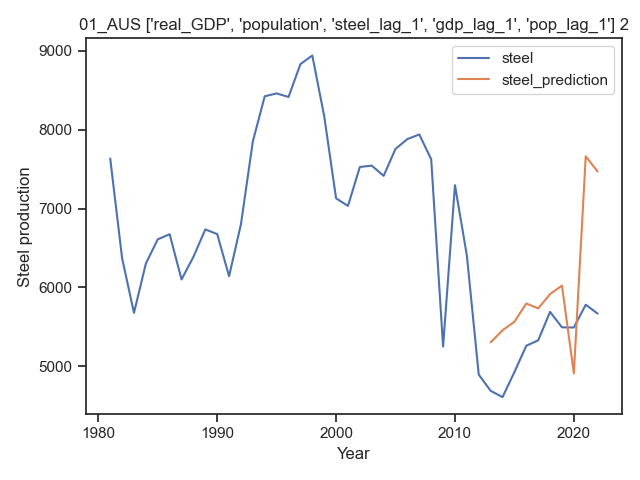 01_AUS ['real_GDP', 'population', 'steel_lag_1', 'gdp_lag_1', 'pop_lag_1'] 2
steel
steel_prediction
9000
8000
7000
6000
5000
Steel production
1980
1990
2000
2010
2020
Year